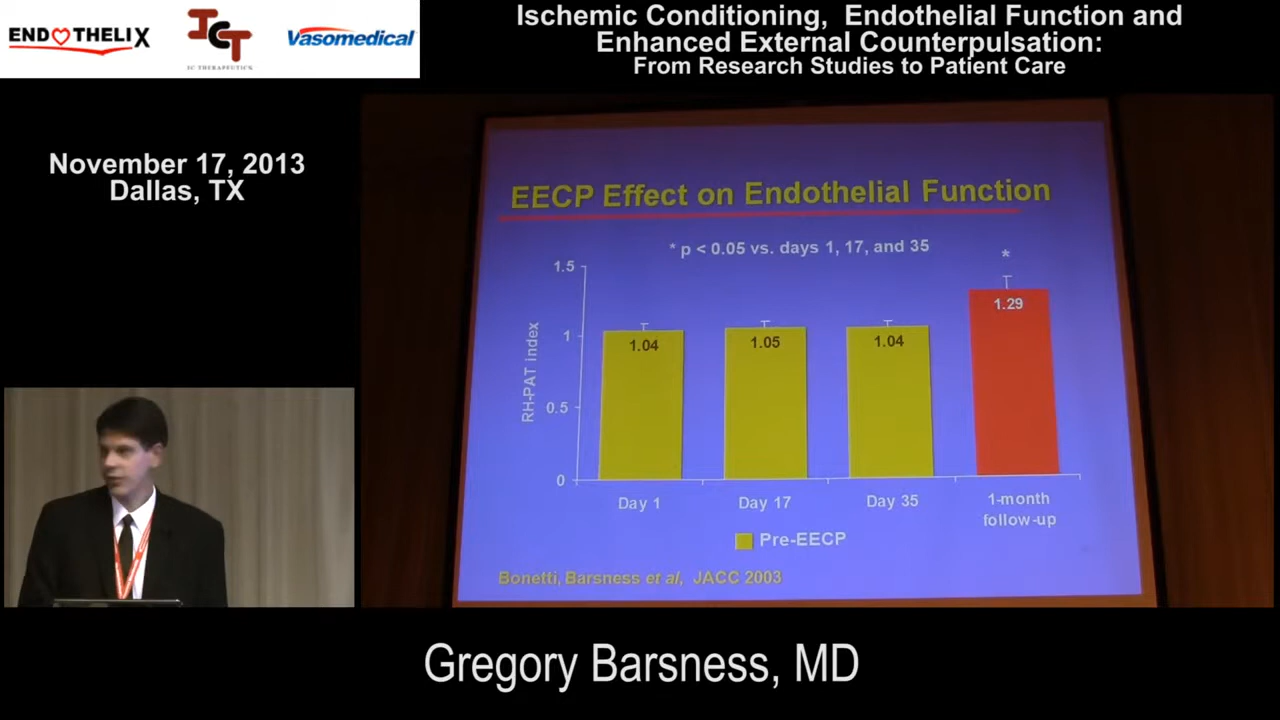 ENDOTHELIX
ICT
IC THERAPEUTICS
Vasomedical
Ischemic Conditioning, Endothelial Function and
Enhanced External Counterpulsation:
From Research Studies to Patient Care
November 17, 2013
Dallas, TX
EECP Effect on Endothelial Function
* p < 0.05 vs. days 1, 17, and 35
*
RH-PAT index
1.5
1
0.5
0
1.04
1.05
1.04
1.29
Day 1
Day 17
Day 35
1-month
follow-up
Pre-EECP
Bonetti, Barsness et al, JACC 2003
Gregory Barsness, MD